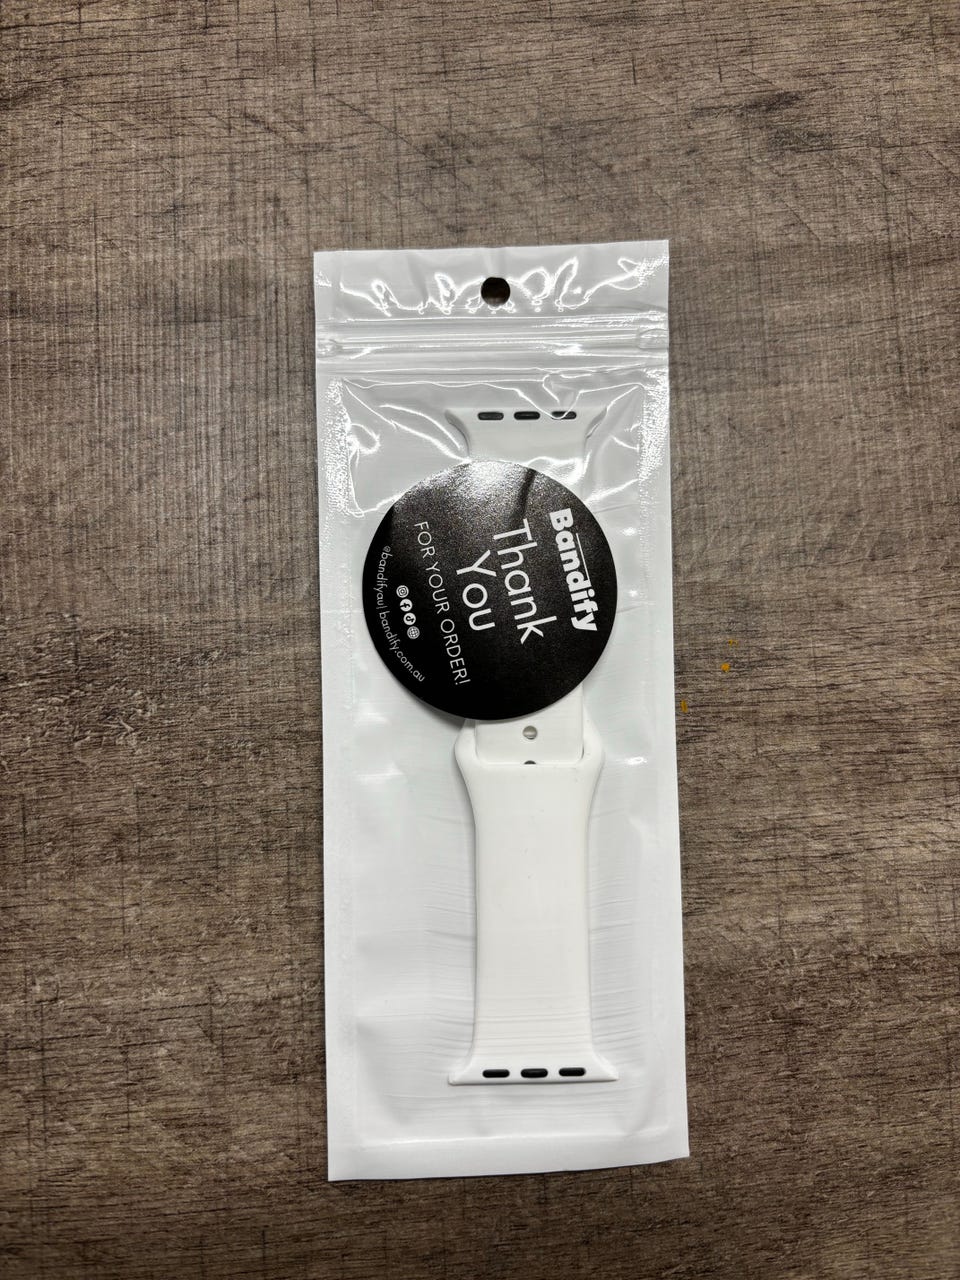 Bandify
Thank
You
FOR YOUR ORDER!
@bandifyau | bandify.com.au